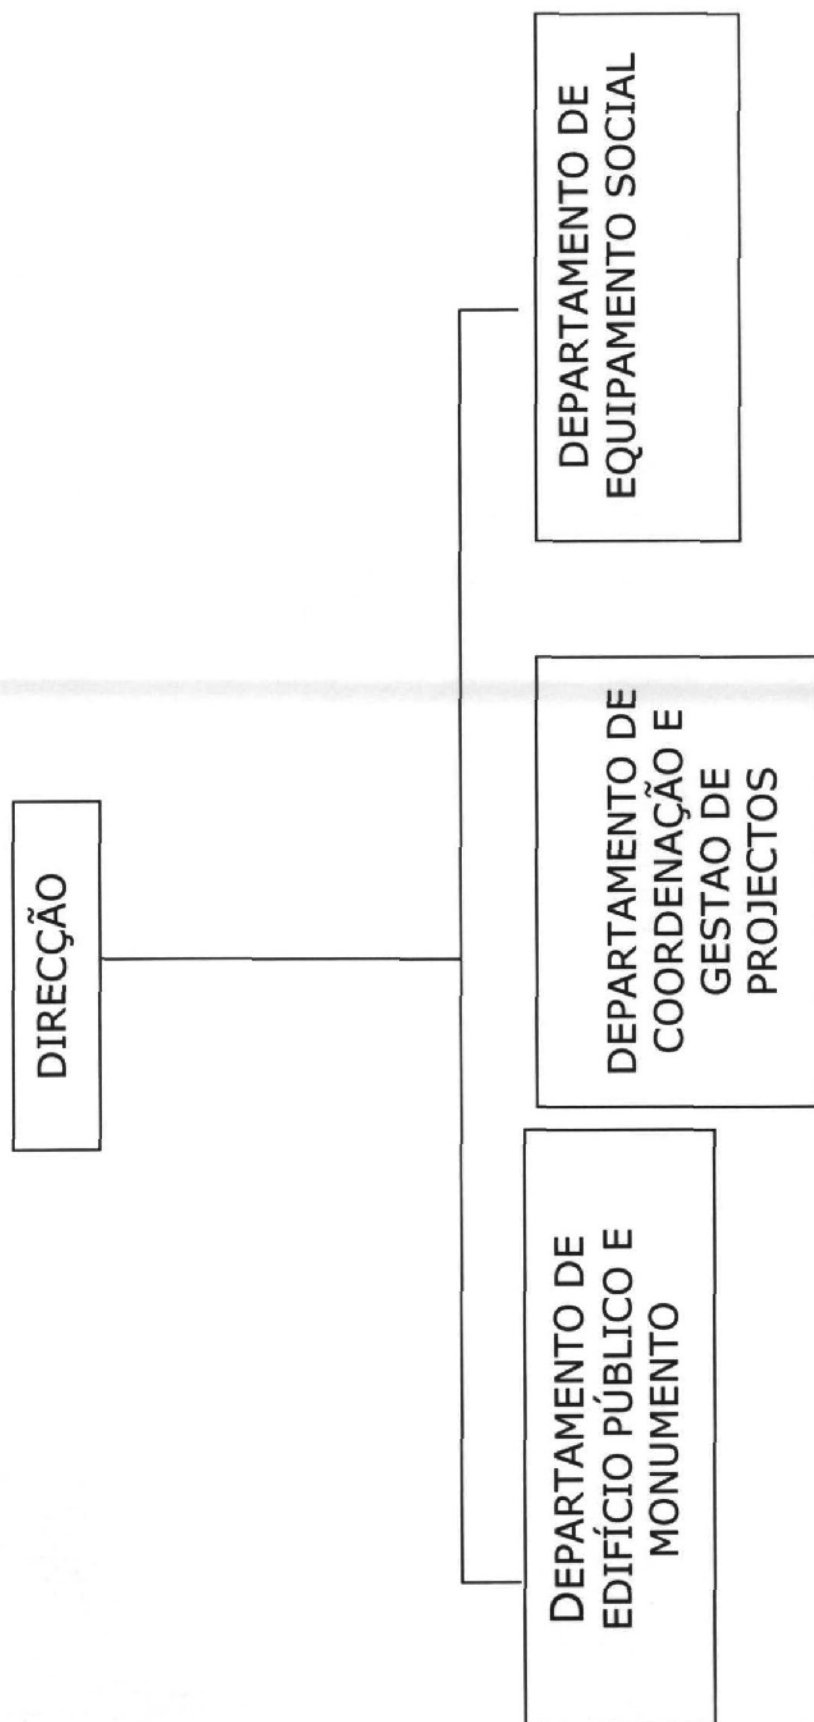 DIRECÇÃO
DEPARTAMENTO DE
EDIFÍCIO PÚBLICO E
MONUMENTO
DEPARTAMENTO DE
COORDENAÇÃO E
GESTAO DE
PROJECTOS
DEPARTAMENTO DE
EQUIPAMENTO SOCIAL